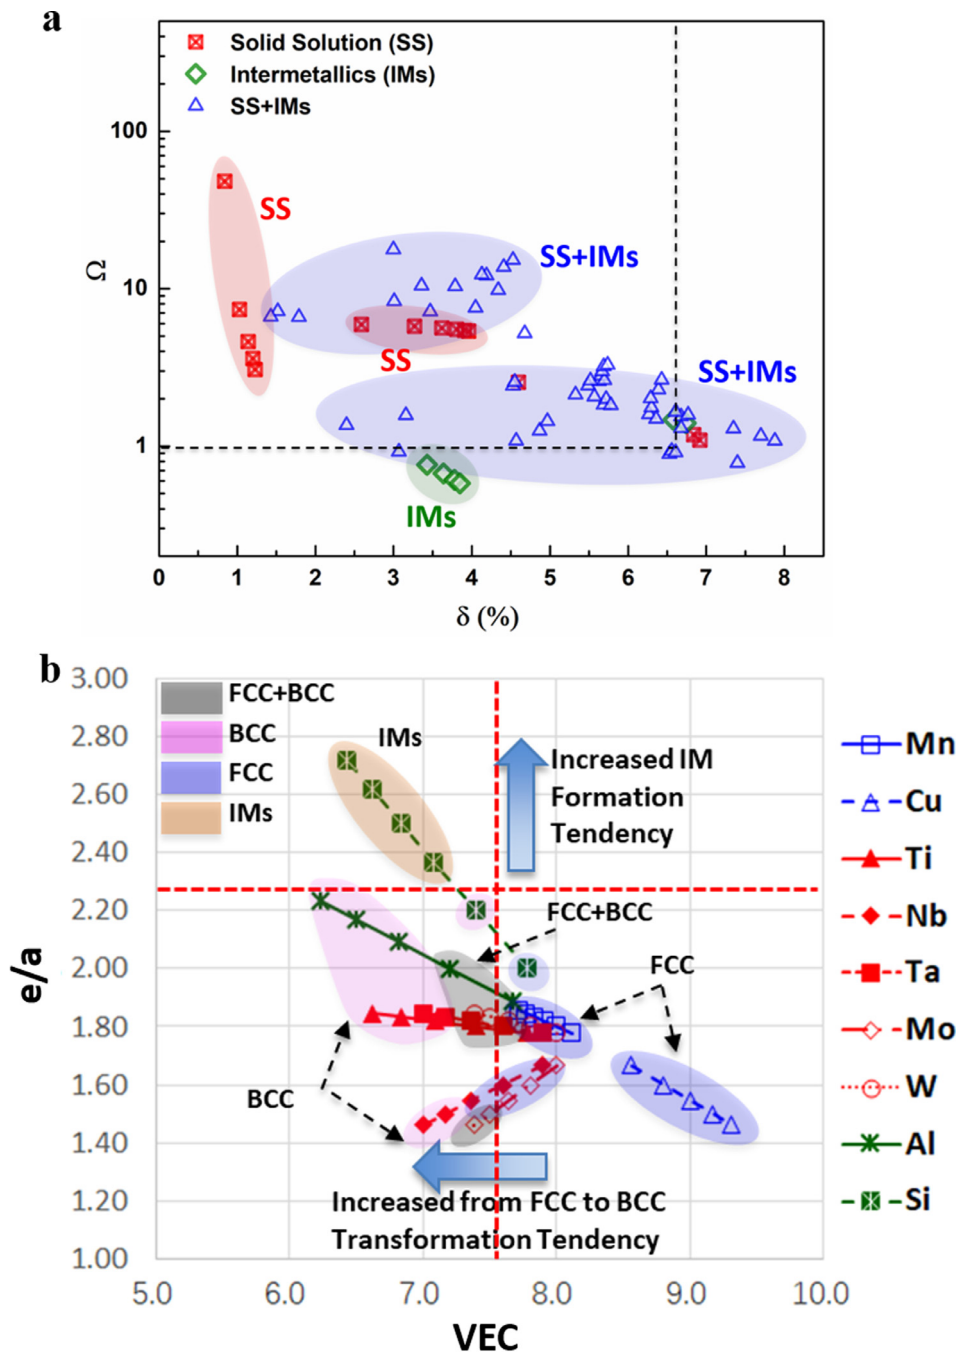 a
Solid Solution (SS)
Intermetallics (IMs)
SS+IMs
100
10
1
Ω
SS
SS+IMs
SS
SS+IMs
IMs
0 1 2 3 4 5 6 7 8
δ (%)
b
3.00
2.80
2.60
2.40
2.20
2.00
1.80
1.60
1.40
1.20
1.00
e/a
FCC+BCC
BCC
FCC
IMs
IMs
Increased IM
Formation
Tendency
FCC+BCC
FCC
BCC
Increased from FCC to BCC
Transformation Tendency
5.0 6.0 7.0 8.0 9.0 10.0
VEC
Mn
Cu
Ti
Nb
Ta
Mo
W
Al
Si